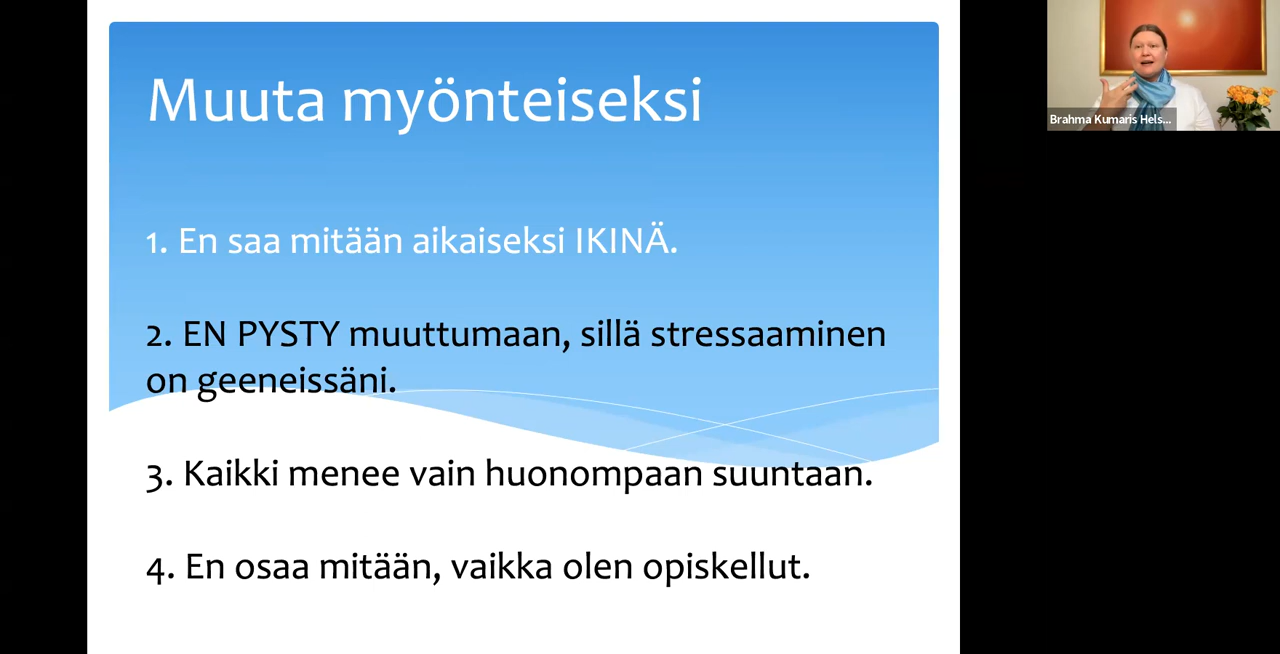 Muuta myönteiseksi
1. En saa mitään aikaiseksi IKINÄ.
2. EN PYSTY muuttumaan, sillä stressaaminen
on geeneissäni.
3. Kaikki menee vain huonompaan suuntaan.
4. En osaa mitään, vaikka olen opiskellut.
Brahma Kumaris Hels...